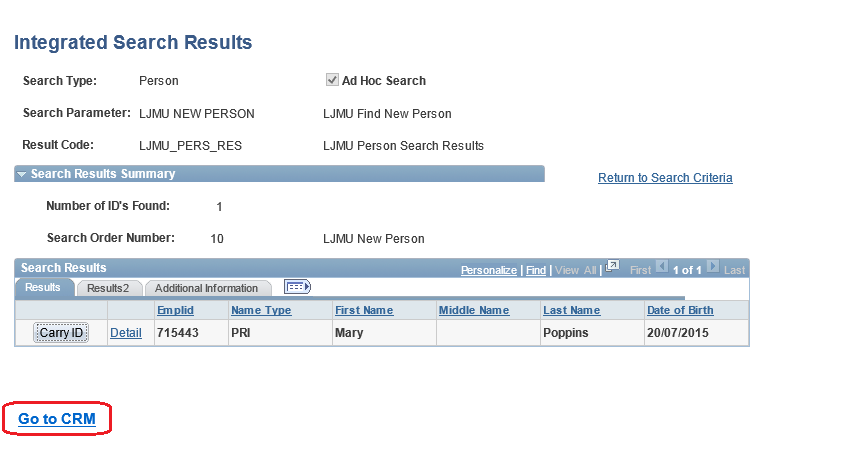 Integrated Search Results
Search Type: Person Ad Hoc Search
Search Parameter: LJMU NEW PERSON LJMU Find New Person
Result Code: LJMU_PERS_RES LJMU Person Search Results
Search Results Summary
Return to Search Criteria
Number of ID's Found: 1
Search Order Number: 10 LJMU New Person
Search Results Personalize | Find | View All | First 1 of 1 Last
Results Results2 Additional Information
Emplid Name Type First Name Middle Name Last Name Date of Birth
Carry ID Detail 715443 PRI Mary Poppins 20/07/2015
Go to CRM